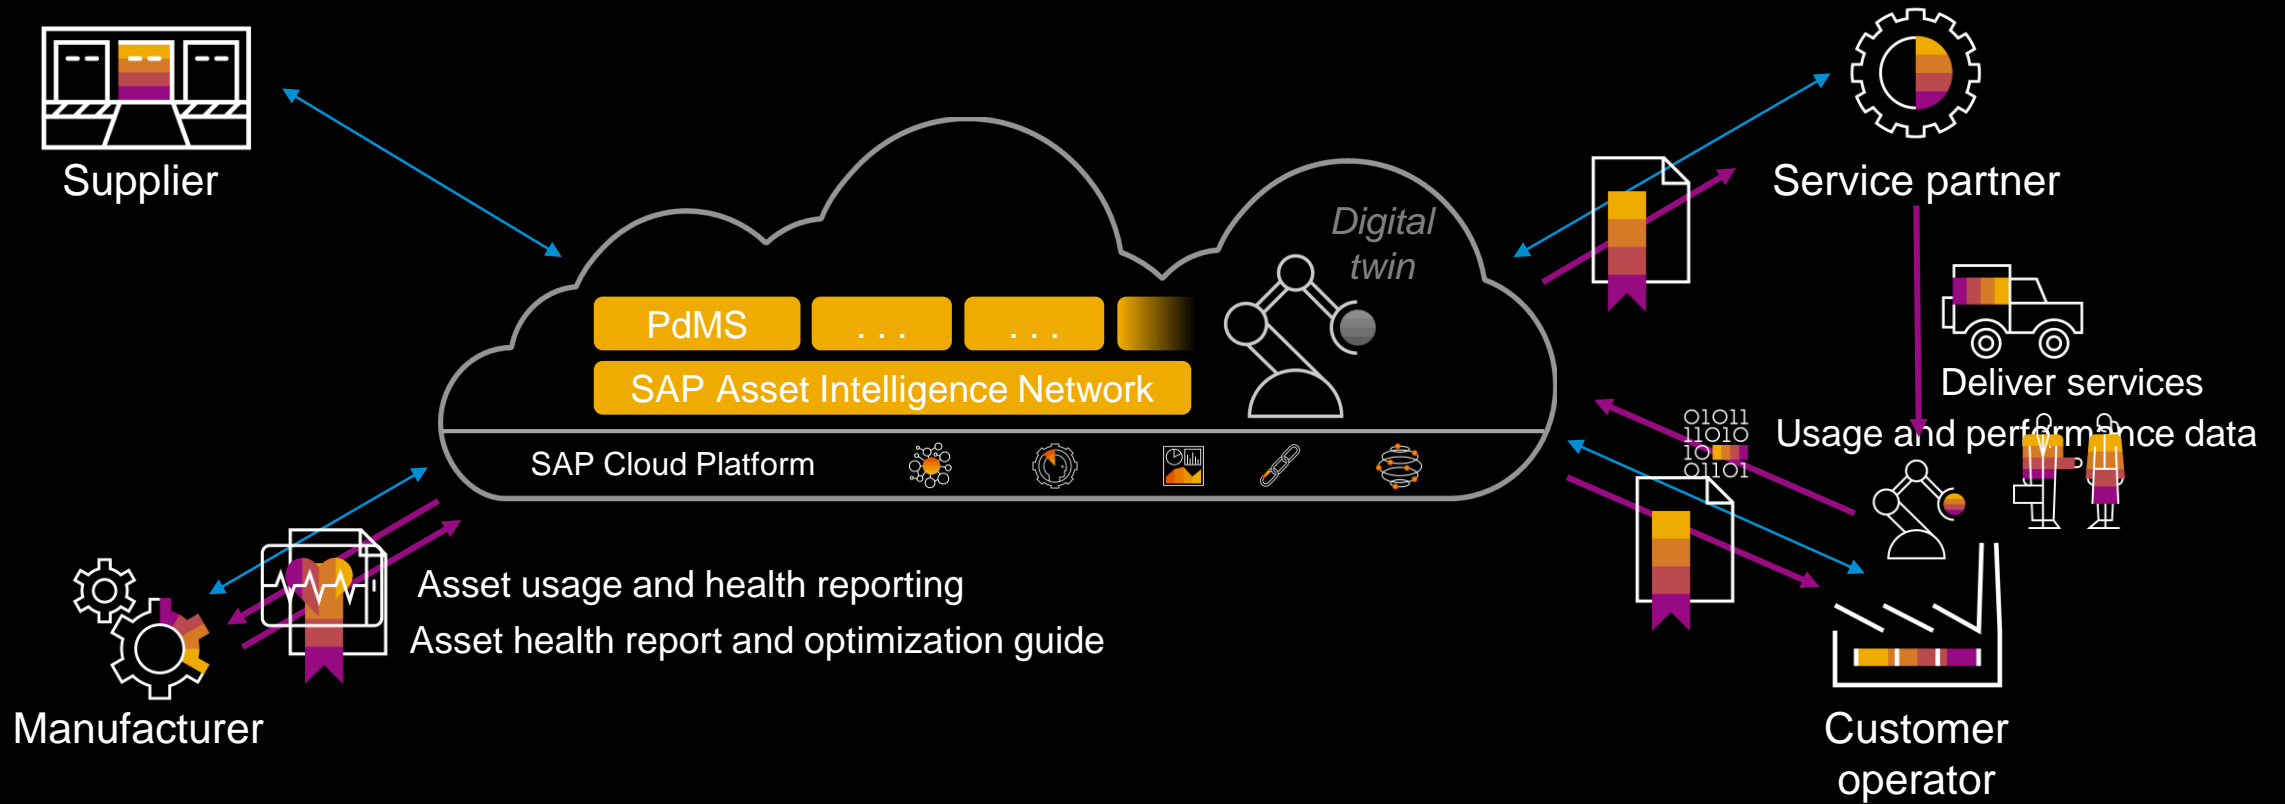 Supplier
Service partner
Digital
twin
PdMS
. . .
. . .
SAP Asset Intelligence Network
Deliver services
Usage and performance data
01011
11010
10
01101
SAP Cloud Platform
Asset usage and health reporting
Asset health report and optimization guide
Manufacturer
Customer
operator